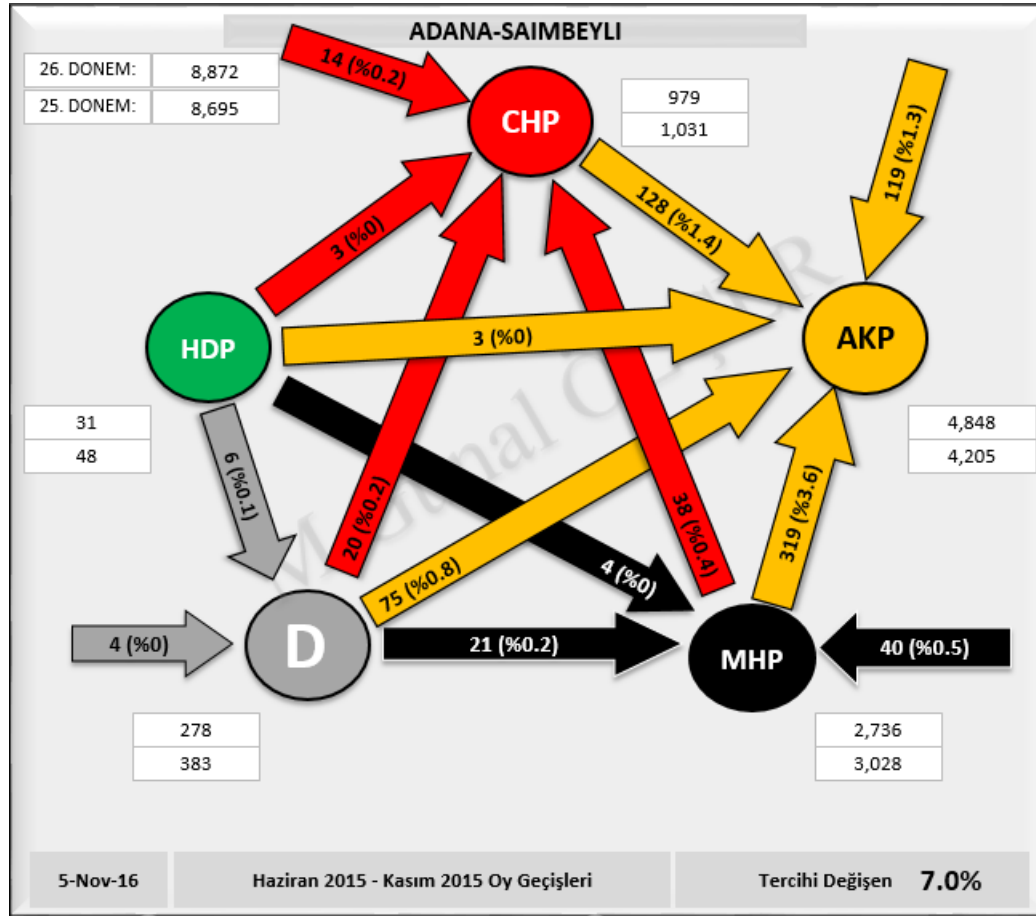 ADANA-SAIMBEYLI
26. DONEM: 8,872
25. DONEM: 8,695
14 (%0.2)
CHP
979
1,031
119 (%1.3)
128 (%1.4)
3 (%0)
HDP
3 (%0)
AKP
31
48
4,848
4,205
6 (%0.1)
20 (%0.2)
38 (%0.4)
319 (%3.6)
75 (%0.8)
4 (%0)
4 (%0)
D
21 (%0.2)
MHP
40 (%0.5)
278
383
2,736
3,028
5-Nov-16
Haziran 2015 - Kasım 2015 Oy Geçişleri
Tercihi Değişen 7.0%